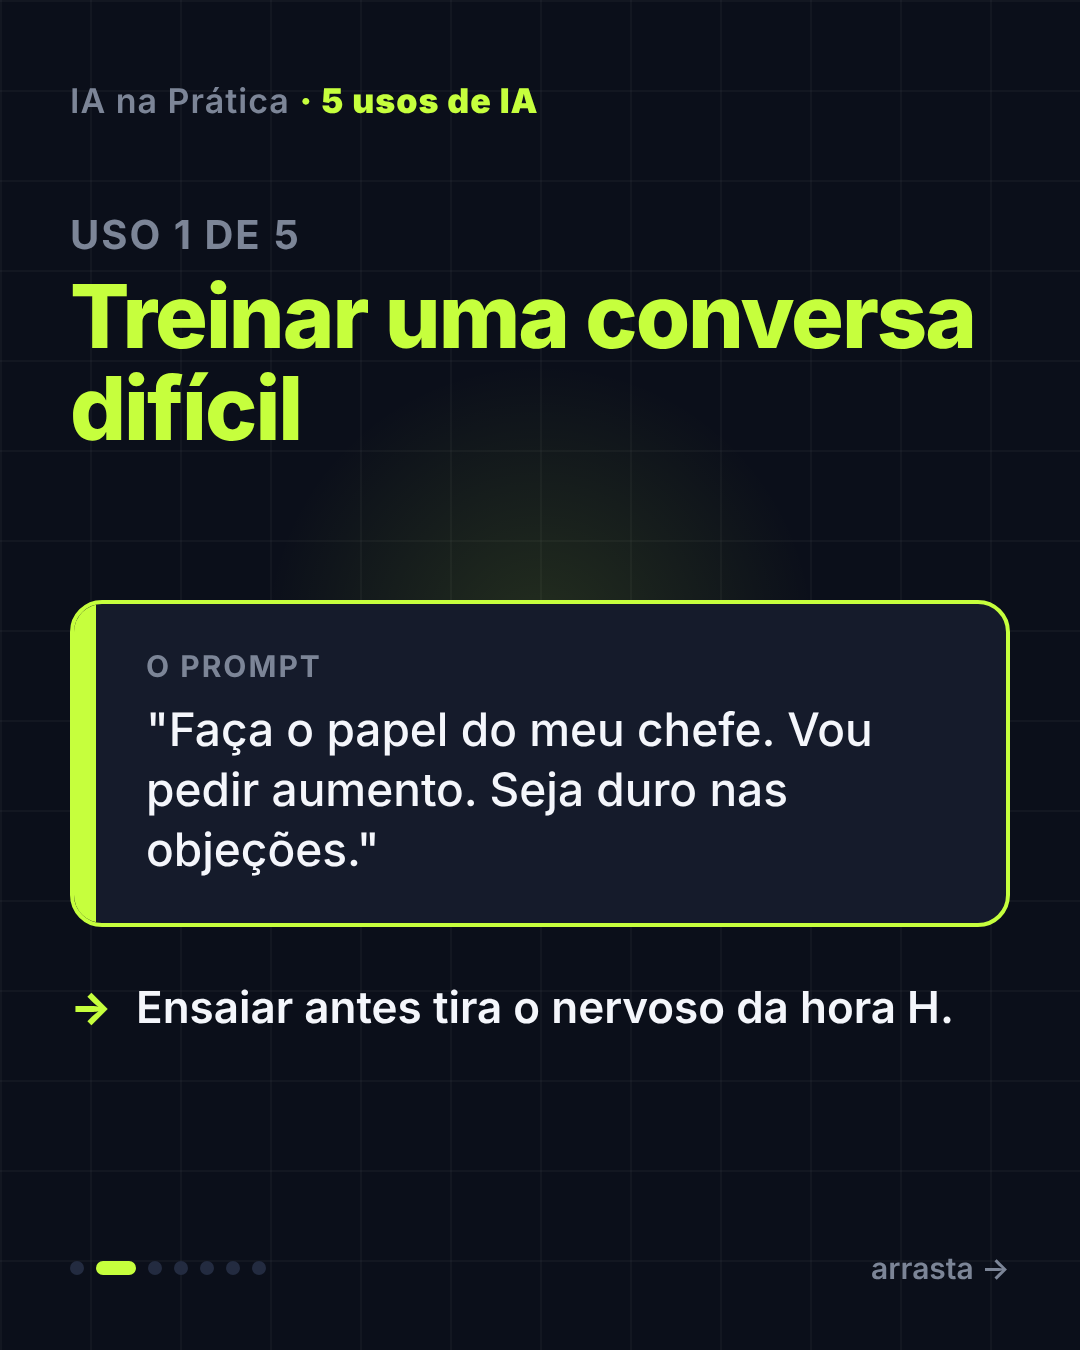 IA na Prática · 5 usos de IA
USO 1 DE 5
Treinar uma conversa
difícil
O PROMPT
"Faça o papel do meu chefe. Vou
pedir aumento. Seja duro nas
objeções."
→ Ensaiar antes tira o nervoso da hora H.
arrasta →